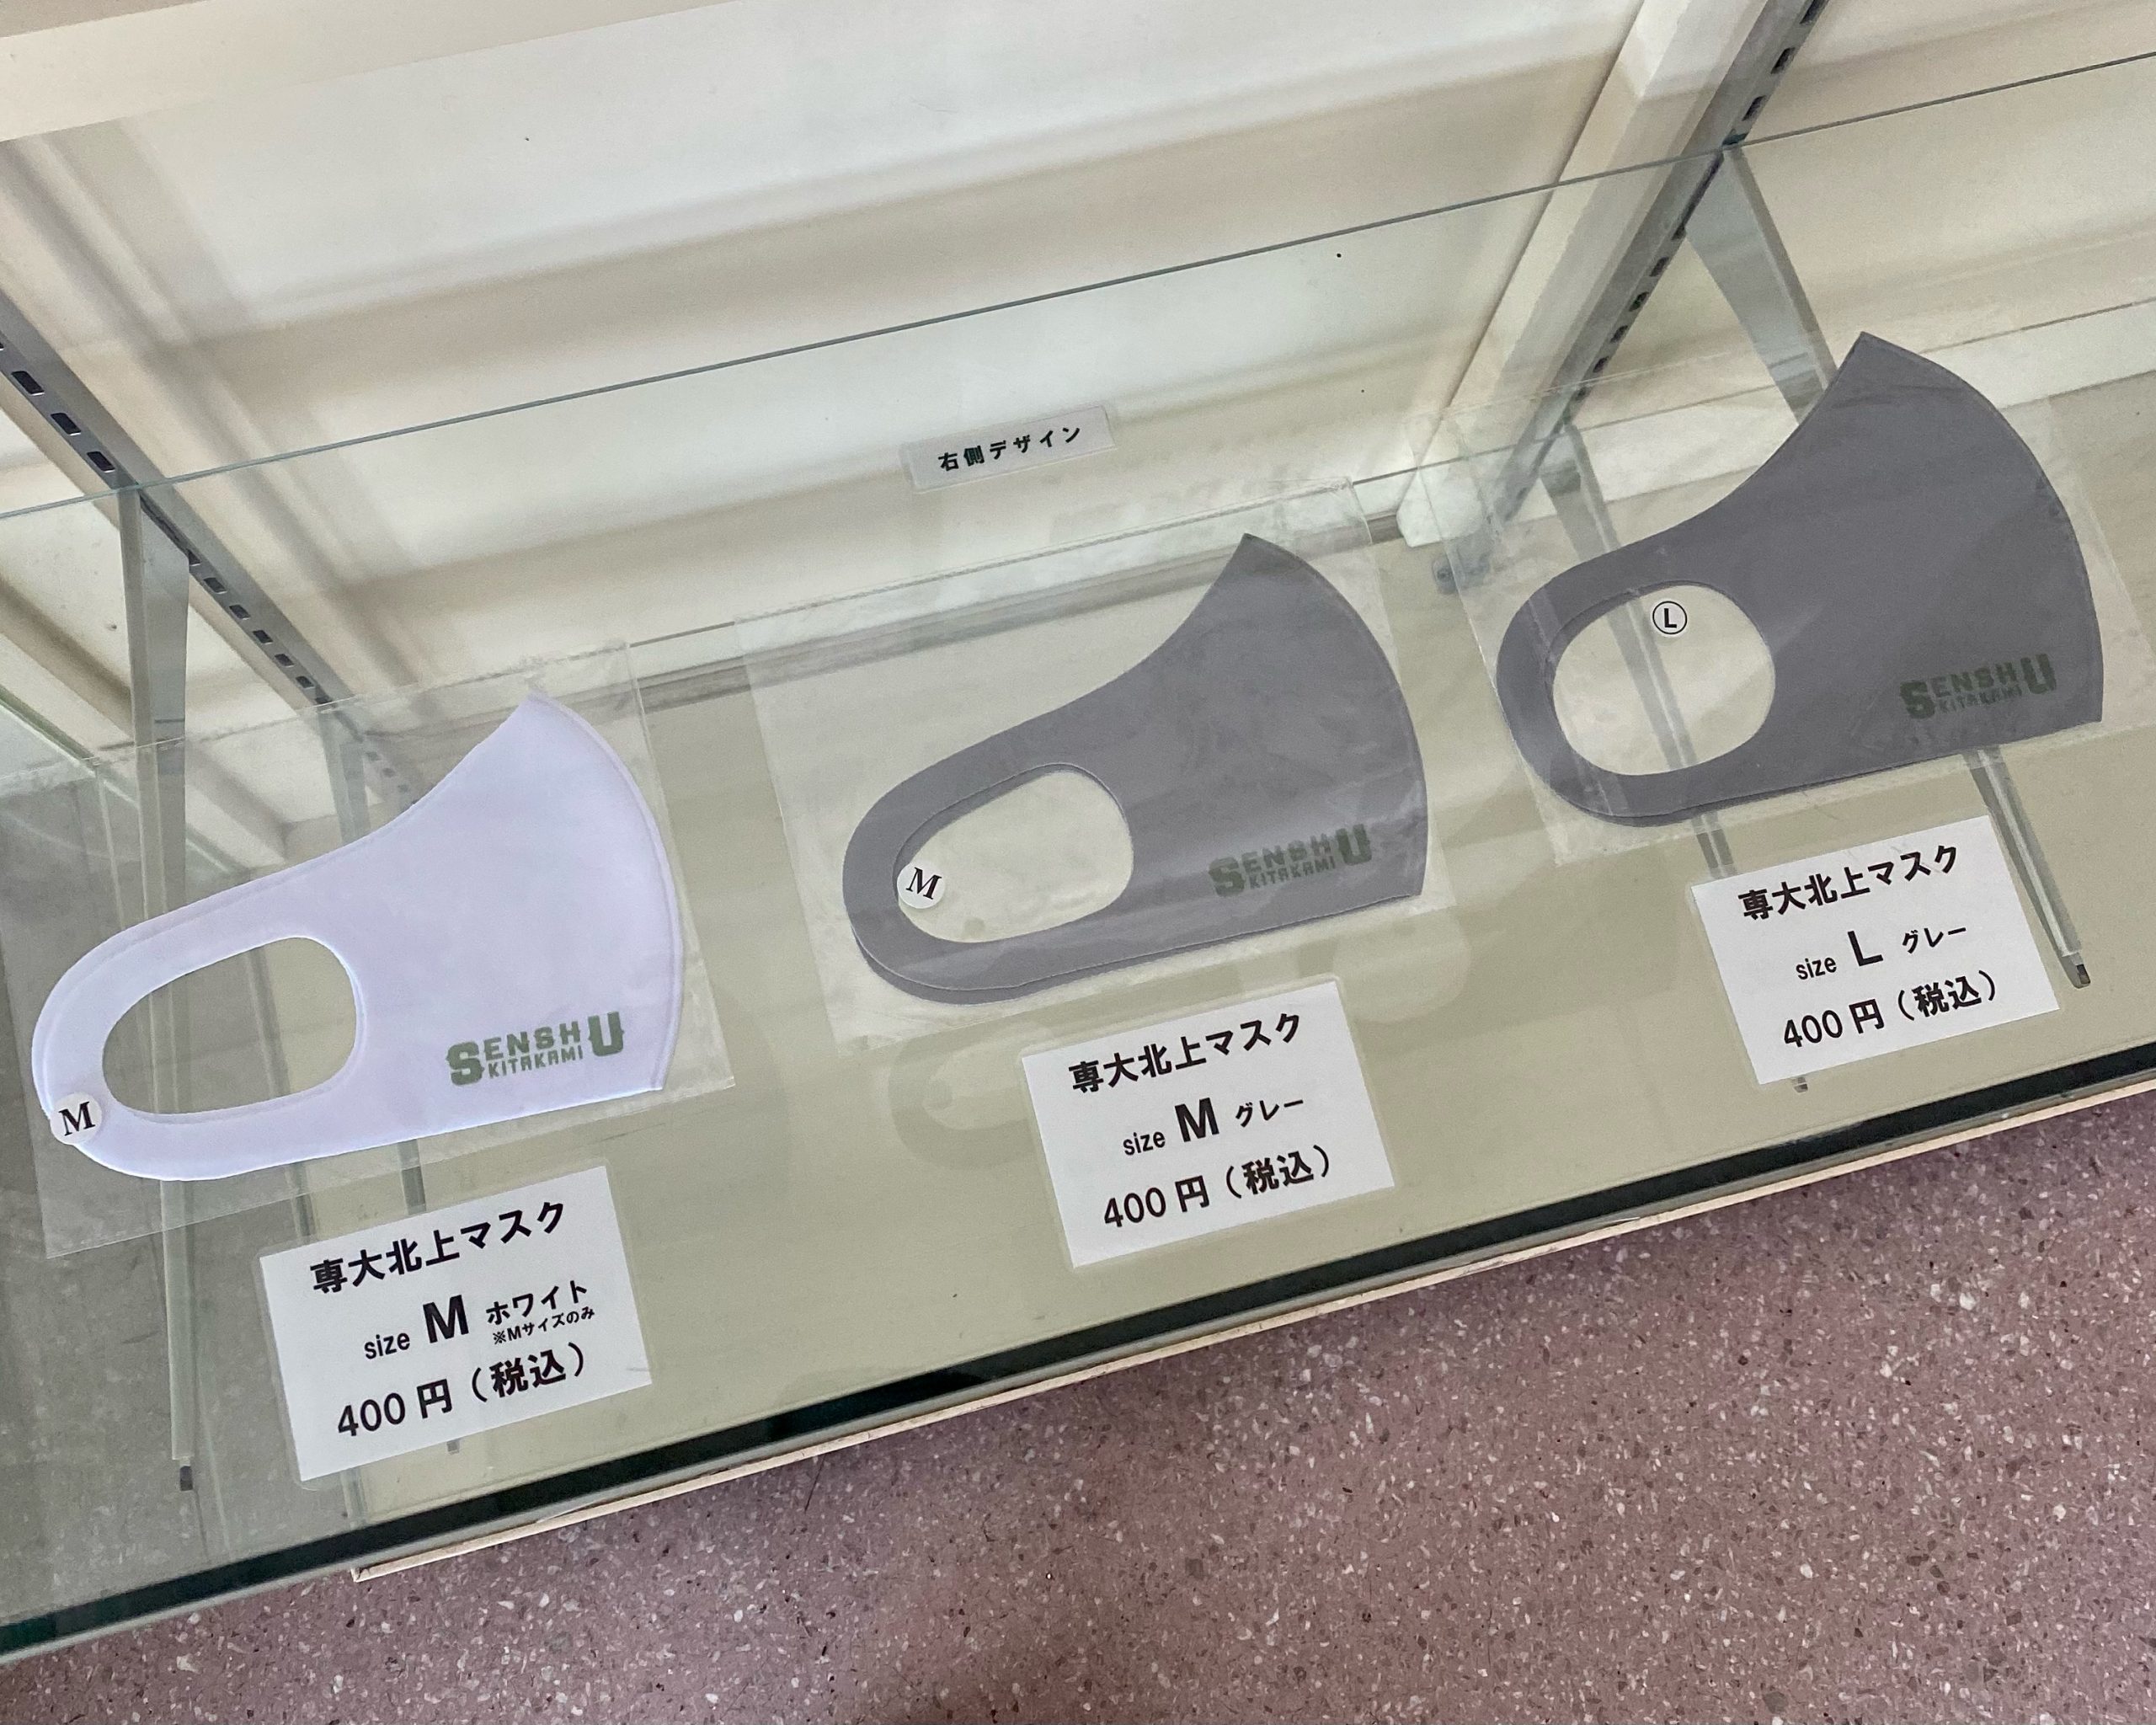 右側デザイン
M
SENSHU
KITAKAMI
専大北上マスク
size M ホワイト
※Mサイズのみ
400円（税込）
M
SENSHU
KITAKAMI
専大北上マスク
size M グレー
400円（税込）
L
SENSHU
KITAKAMI
専大北上マスク
size L グレー
400円（税込）